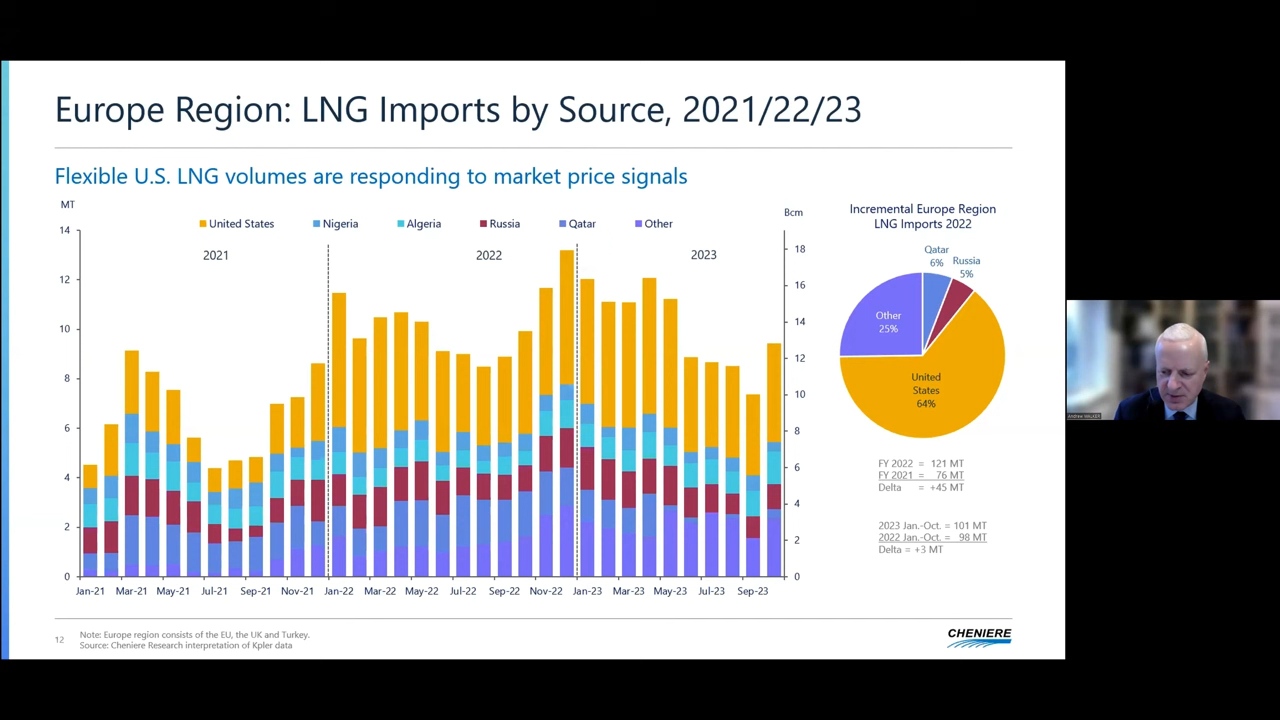 Europe Region: LNG Imports by Source, 2021/22/23
Flexible U.S. LNG volumes are responding to market price signals
MT
United States
Nigeria
Algeria
Russia
Qatar
Other
Bcm
2021
2022
2023
14
12
10
8
6
4
2
0
18
16
14
12
10
8
6
4
2
0
Jan-21
Mar-21
May-21
Jul-21
Sep-21
Nov-21
Jan-22
Mar-22
May-22
Jul-22
Sep-22
Nov-22
Jan-23
Mar-23
May-23
Jul-23
Sep-23
Incremental Europe Region
LNG Imports 2022
Qatar
6%
Russia
5%
Other
25%
United
States
64%
FY 2022 = 121 MT
FY 2021 = 76 MT
Delta = +45 MT
2023 Jan.-Oct. = 101 MT
2022 Jan.-Oct. = 98 MT
Delta = +3 MT
12
Note: Europe region consists of the EU, the UK and Turkey.
Source: Cheniere Research interpretation of Kpler data
CHENIERE
Andrew WALKER